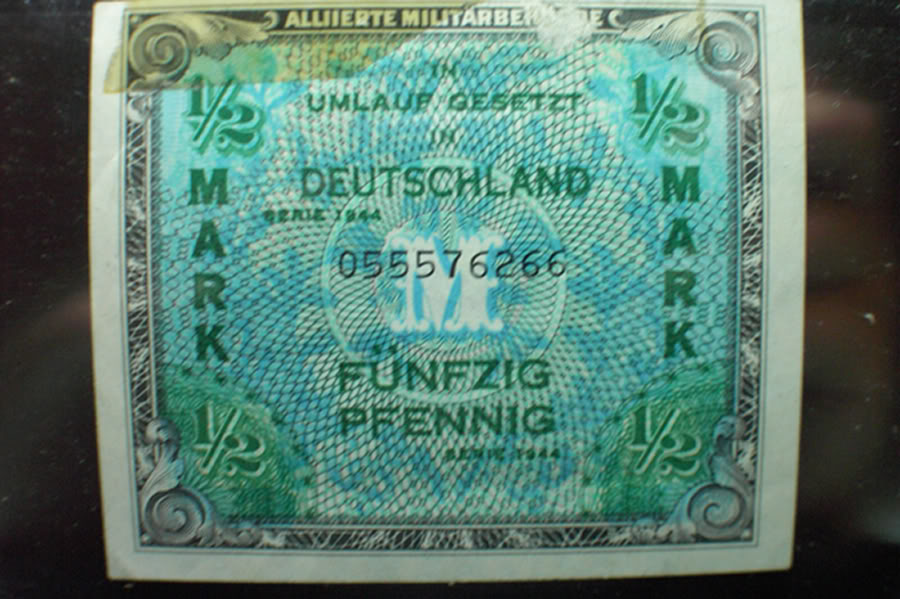 ALLIIERTE MILITÄRBEHÖRDE
IN
UMLAUF GESETZT
IN
DEUTSCHLAND
SERIE 1944
055576266
M
FÜNFZIG
PFENNIG
SERIE 1944
1/2
MARK
1/2
1/2
MARK
1/2